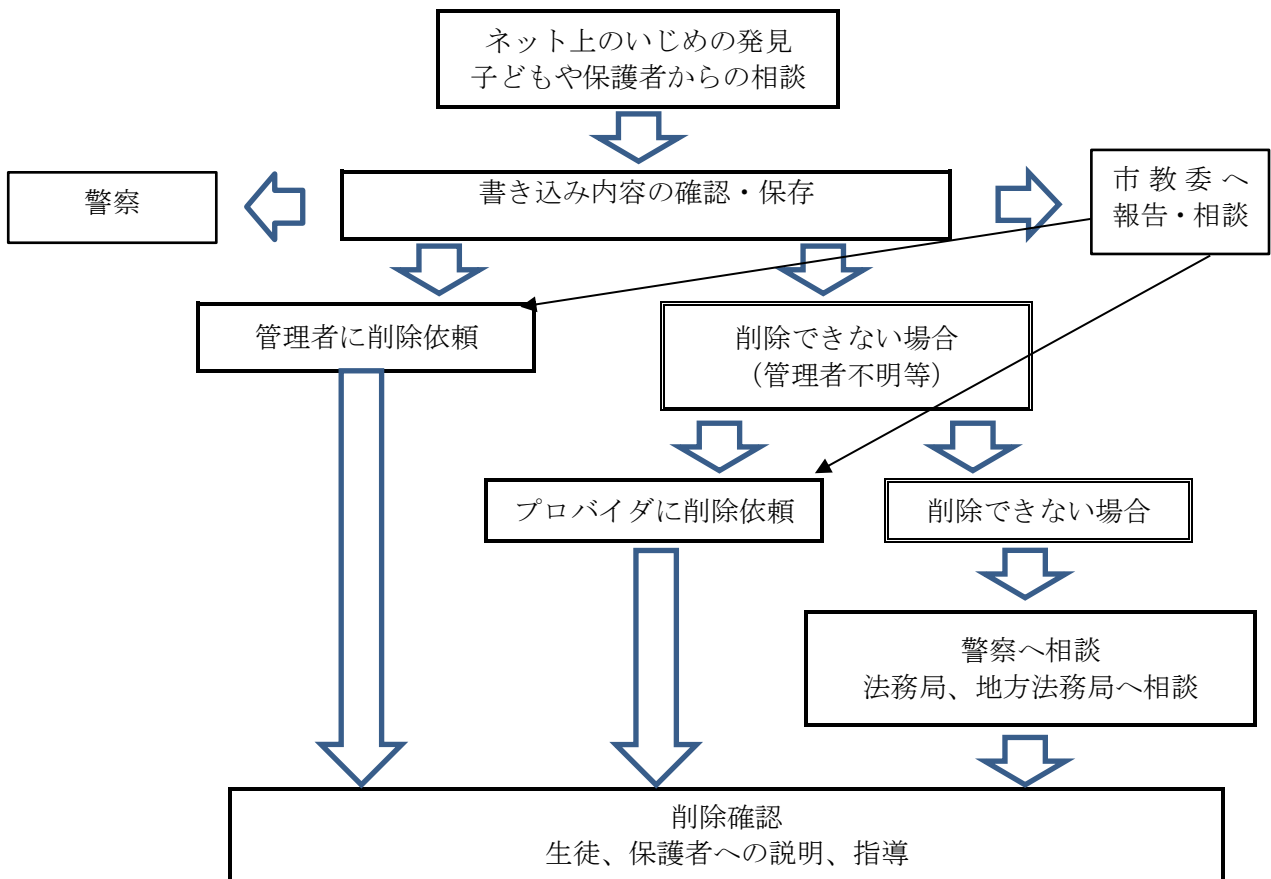 ネット上のいじめの発見
子どもや保護者からの相談
警察
書き込み内容の確認・保存
市教委へ
報告・相談
管理者に削除依頼
削除できない場合
（管理者不明等）
プロバイダに削除依頼
削除できない場合
警察へ相談
法務局、地方法務局へ相談
削除確認
生徒、保護者への説明、指導